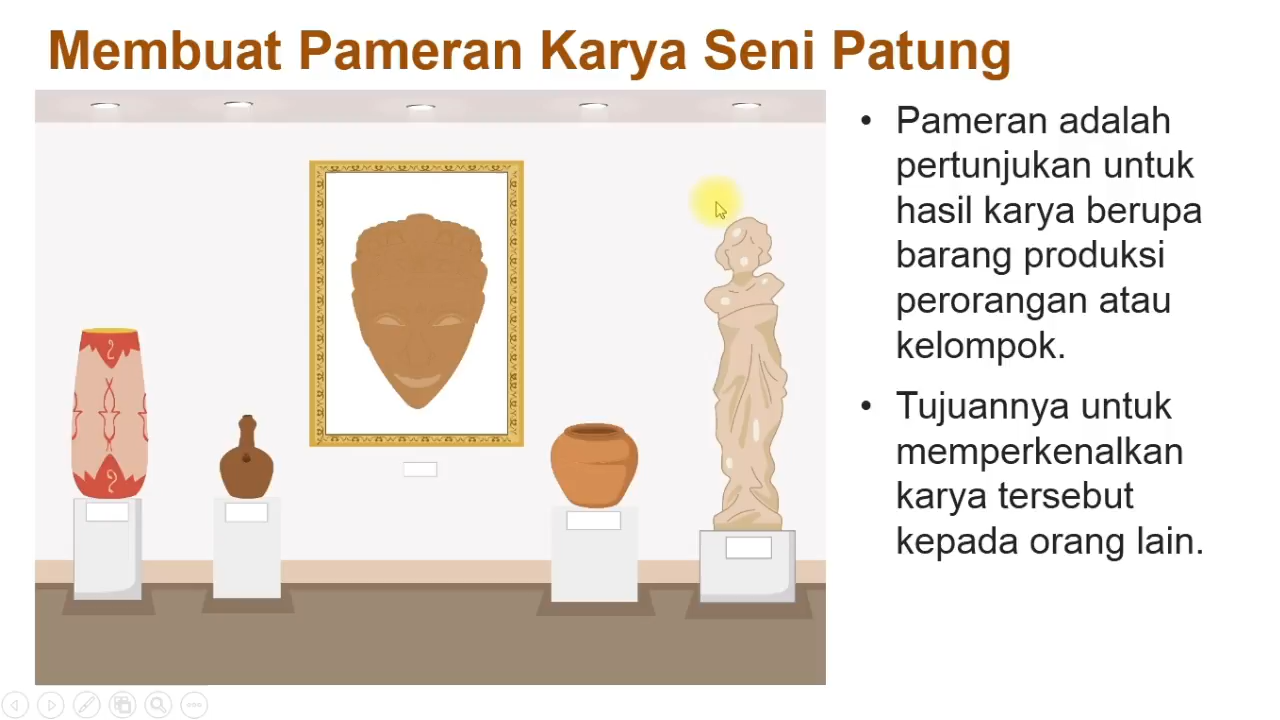 Membuat Pameran Karya Seni Patung
• Pameran adalah
pertunjukan untuk
hasil karya berupa
barang produksi
perorangan atau
kelompok.
• Tujuannya untuk
memperkenalkan
karya tersebut
kepada orang lain.